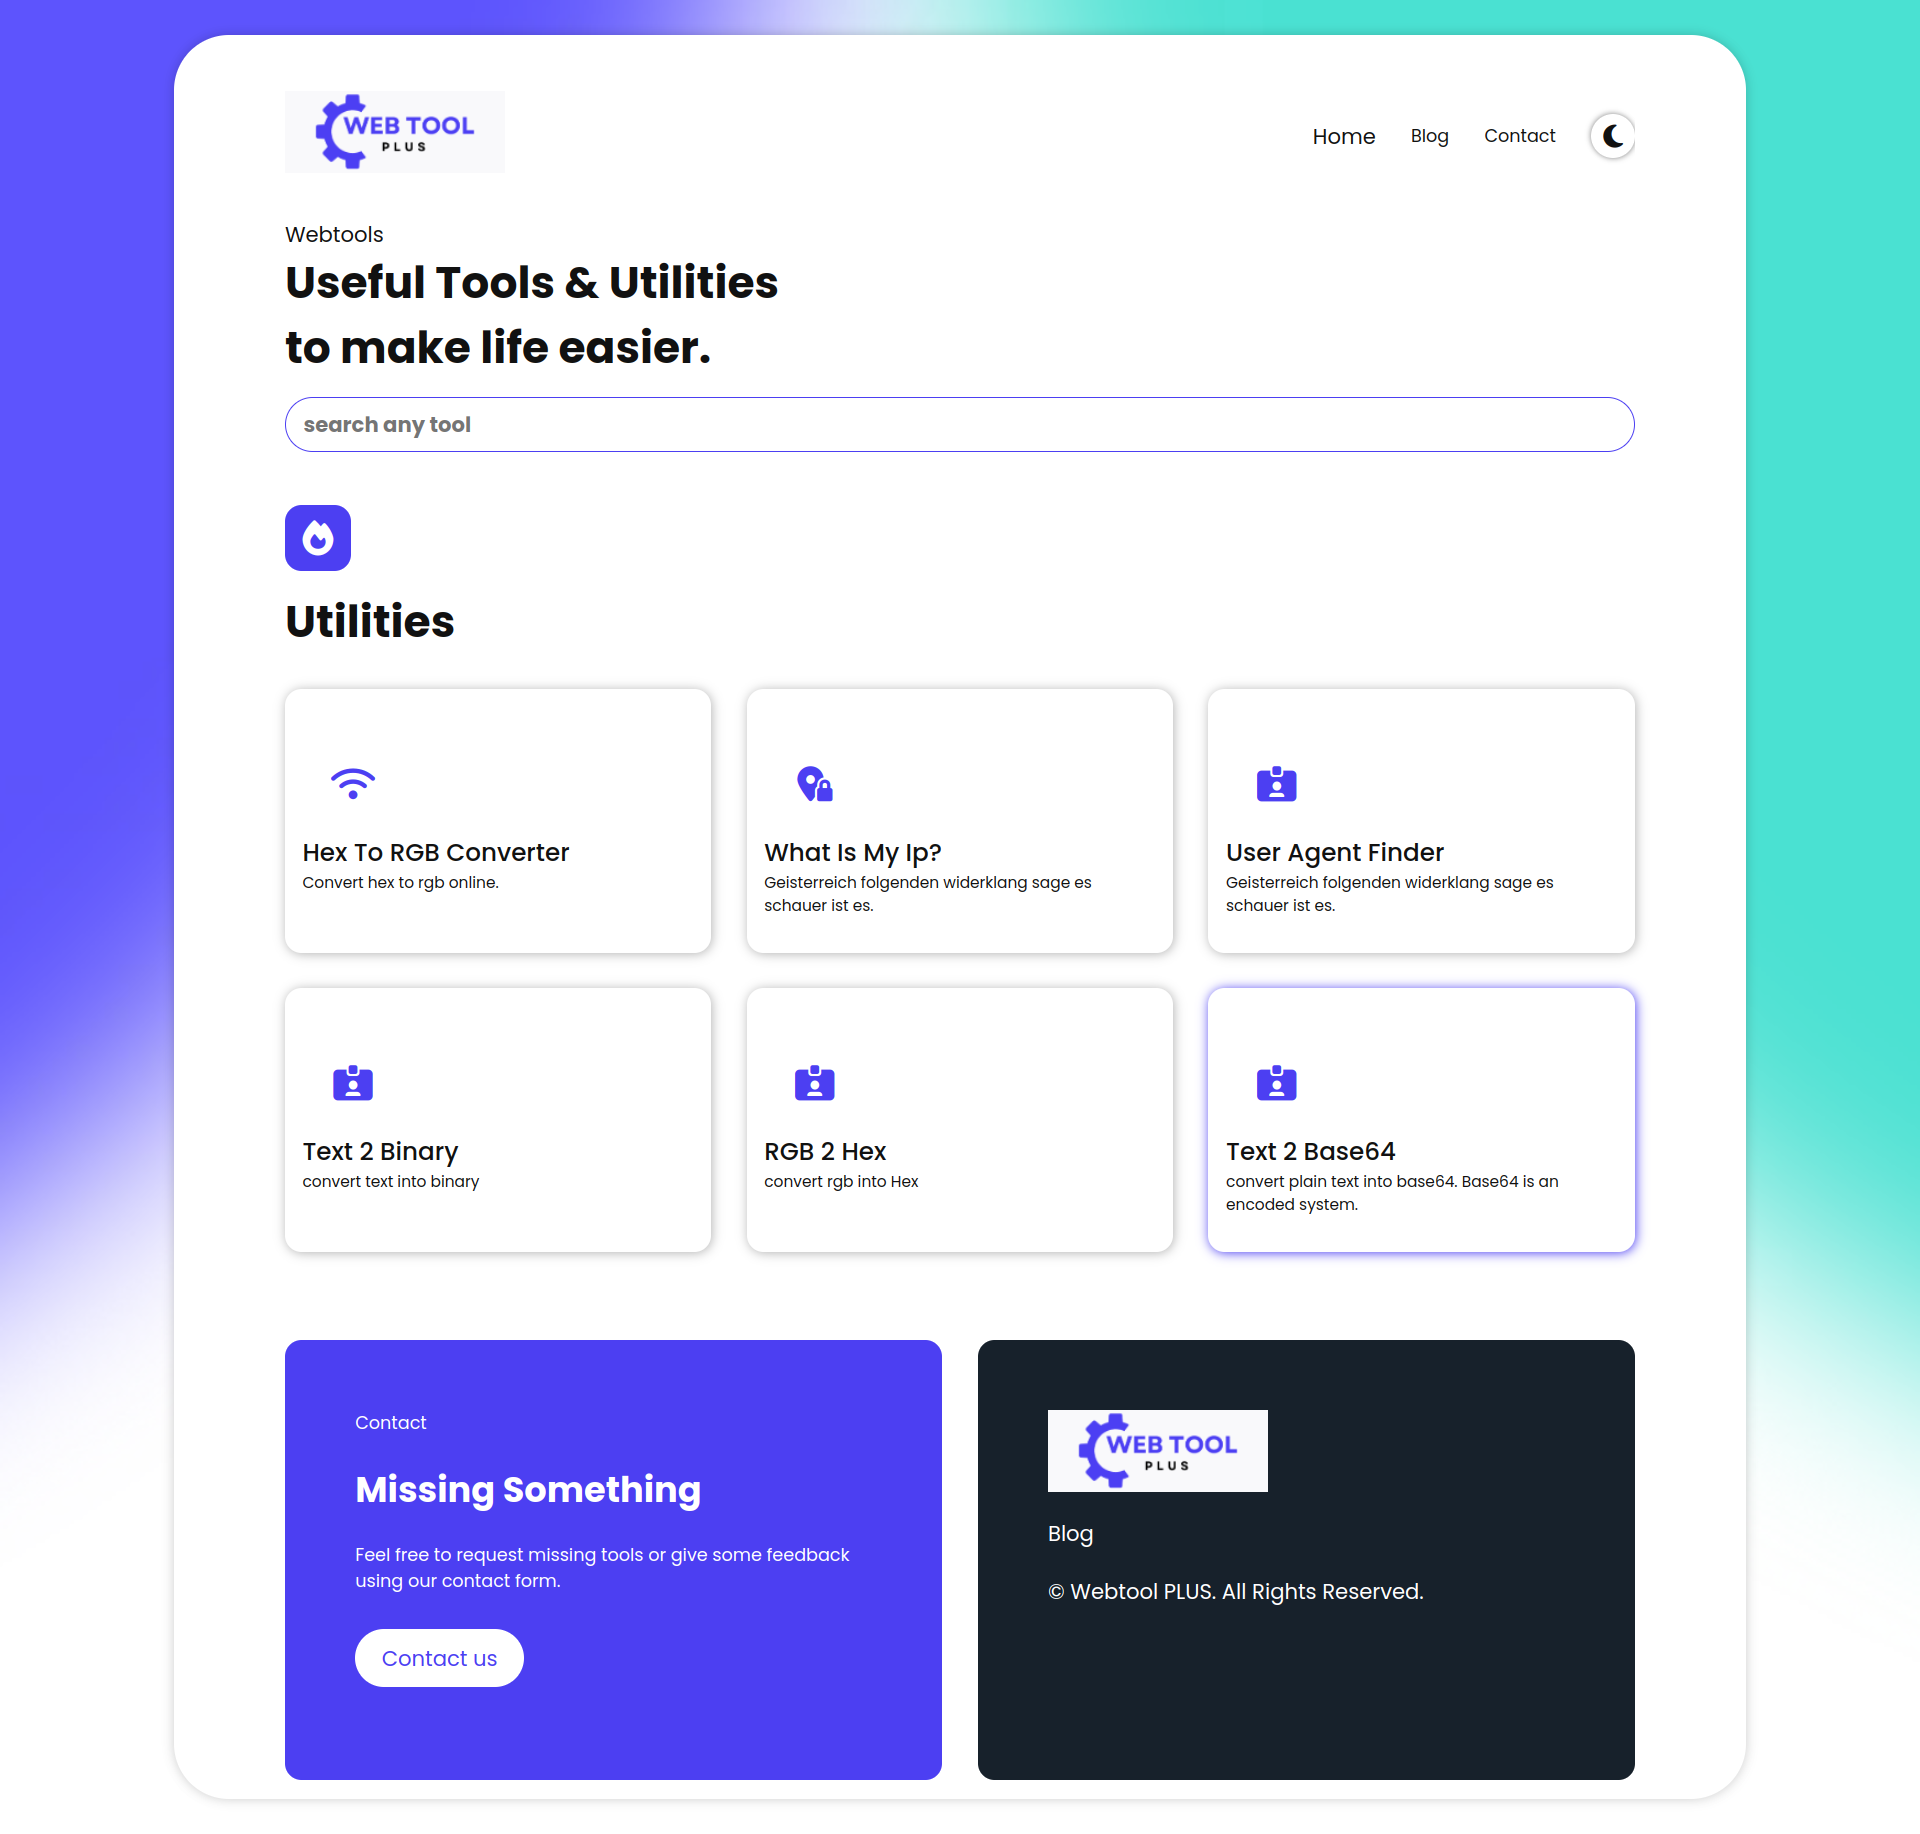 WEB TOOL
PLUS
Home
Blog
Contact
Webtools
Useful Tools & Utilities
to make life easier.
search any tool
Utilities
Hex To RGB Converter
Convert hex to rgb online.
What Is My Ip?
Geisterreich folgenden widerklang sage es
schauer ist es.
User Agent Finder
Geisterreich folgenden widerklang sage es
schauer ist es.
Text 2 Binary
convert text into binary
RGB 2 Hex
convert rgb into Hex
Text 2 Base64
convert plain text into base64. Base64 is an
encoded system.
Contact
Missing Something
Feel free to request missing tools or give some feedback
using our contact form.
Contact us
WEB TOOL
PLUS
Blog
© Webtool PLUS. All Rights Reserved.